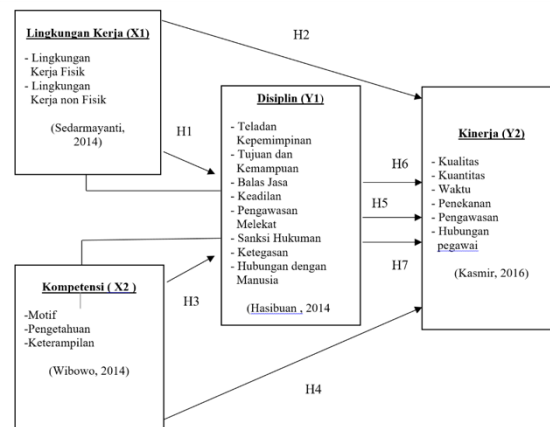 Lingkungan Kerja (X1)
- Lingkungan
Kerja Fisik
- Lingkungan
Kerja non Fisik
(Sedarmayanti,
2014)
H1
H2
Disiplin (Y1)
- Teladan
Kepemimpinan
- Tujuan dan
Kemampuan
- Balas Jasa
- Keadilan
- Pengawasan
Melekat
- Sanksi Hukuman
- Ketegasan
- Hubungan dengan
Manusia
(Hasibuan , 2014
H6
H5
H7
Kinerja (Y2)
- Kualitas
- Kuantitas
- Waktu
- Penekanan
- Pengawasan
- Hubungan
pegawai
(Kasmir, 2016)
Kompetensi ( X2 )
-Motif
-Pengetahuan
-Keterampilan
(Wibowo, 2014)
H3
H4